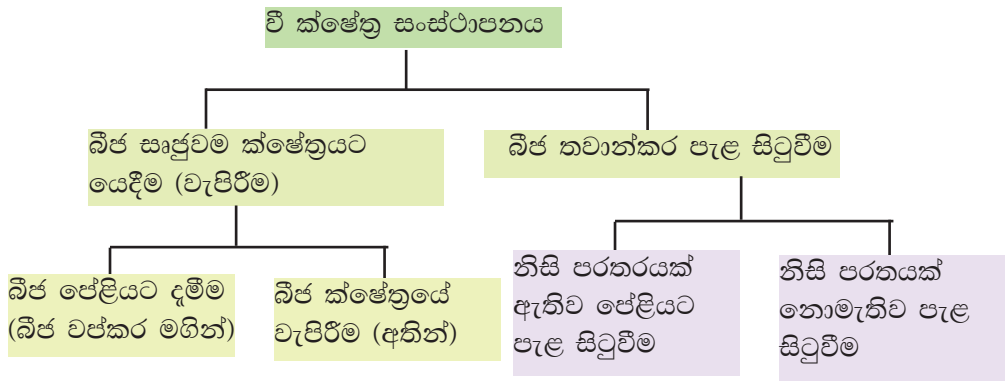 වී ක්ෂේත්‍ර සංස්ථාපනය
බීජ සෘජුවම ක්ෂේත්‍රයට
යෙදීම (වැපිරීම)
බීජ තවාන්කර පැළ සිටුවීම
බීජ පේළියට දැමීම
(බීජ වප්කර මගින්)
බීජ ක්ෂේත්‍රයේ
වැපිරීම (අතින්)
නිසි පරතරයක්
ඇතිව පේළියට
පැළ සිටුවීම
නිසි පරතයක්
නොමැතිව පැළ
සිටුවීම